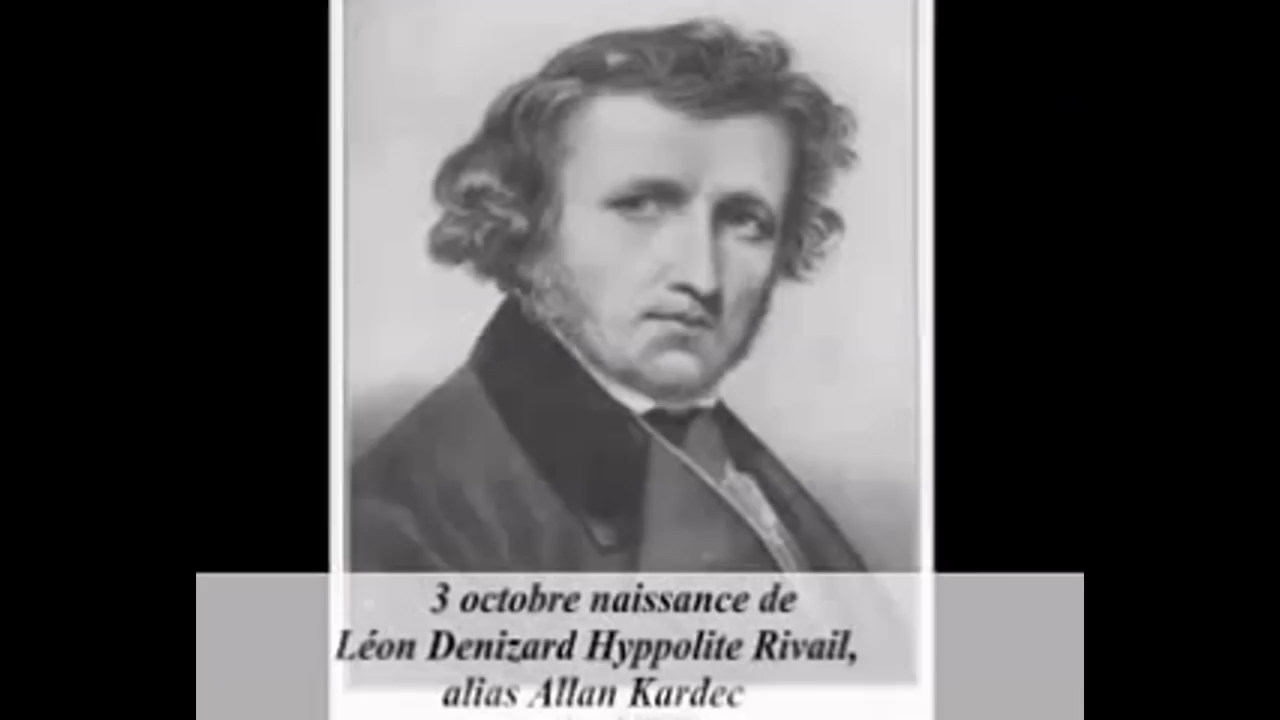 3 octobre naissance de
Léon Denizard Hyppolite Rivail,
alias Allan Kardec